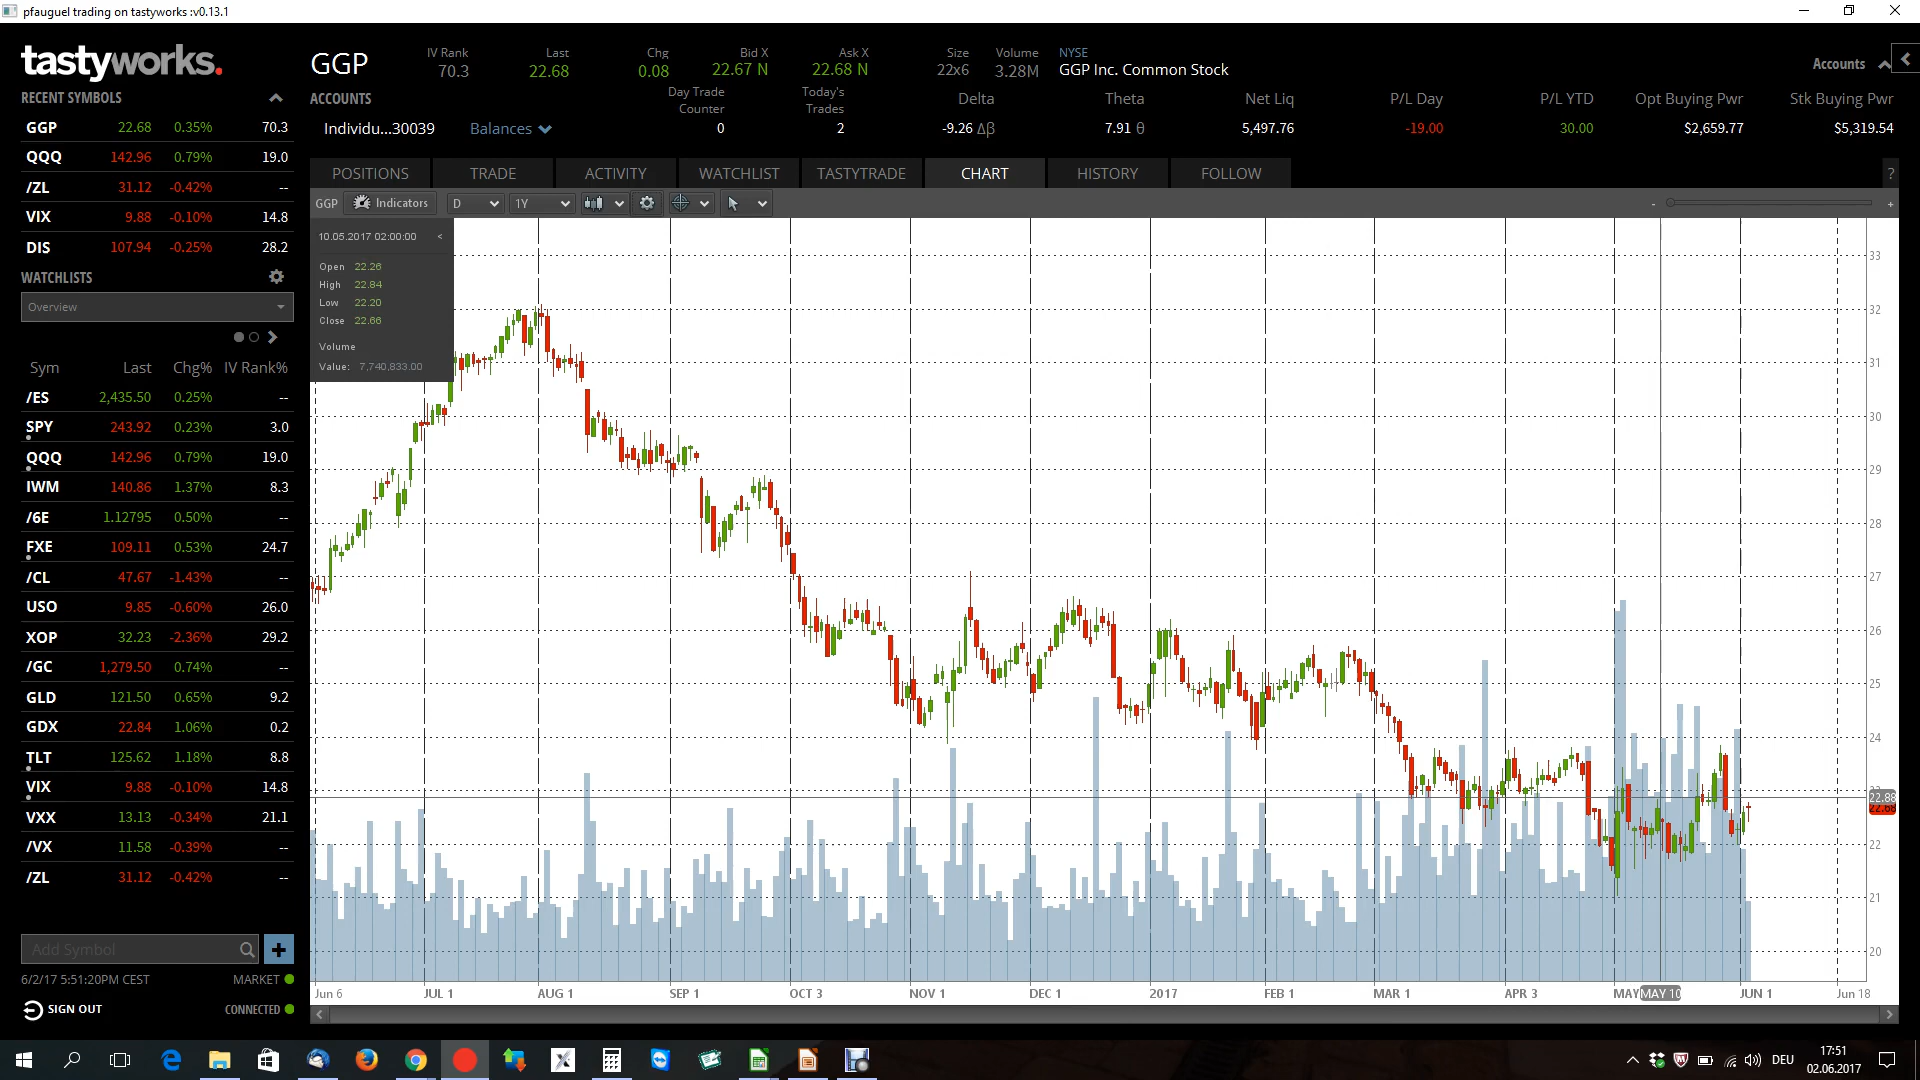 pfauguel trading on tastyworks :v0.13.1
tastyworks.
GGP
IV Rank 70.3
Last 22.68
Chg 0.08
Bid X 22.67 N
Ask X 22.68 N
Size 22x6
Volume 3.28M
NYSE
GGP Inc. Common Stock
Accounts
ACCOUNTS
Day Trade Counter 0
Today's Trades 2
Delta -9.26 Δβ
Theta 7.91 θ
Net Liq 5,497.76
P/L Day -19.00
P/L YTD 30.00
Opt Buying Pwr $2,659.77
Stk Buying Pwr $5,319.54
Individu...30039 Balances
RECENT SYMBOLS
GGP 22.68 0.35% 70.3
QQQ 142.96 0.79% 19.0
/ZL 31.12 -0.42% --
VIX 9.88 -0.10% 14.8
DIS 107.94 -0.25% 28.2
WATCHLISTS
Overview
Sym Last Chg% IV Rank%
/ES 2,435.50 0.25% --
SPY 243.92 0.23% 3.0
QQQ 142.96 0.79% 19.0
IWM 140.86 1.37% 8.3
/6E 1.12795 0.50% --
FXE 109.11 0.53% 24.7
/CL 47.67 -1.43% --
USO 9.85 -0.60% 26.0
XOP 32.23 -2.36% 29.2
/GC 1,279.50 0.74% --
GLD 121.50 0.65% 9.2
GDX 22.84 1.06% 0.2
TLT 125.62 1.18% 8.8
VIX 9.88 -0.10% 14.8
VXX 13.13 -0.34% 21.1
/VX 11.58 -0.39% --
/ZL 31.12 -0.42% --
Add Symbol +
6/2/17 5:51:20PM CEST MARKET
SIGN OUT CONNECTED
POSITIONS TRADE ACTIVITY WATCHLIST TASTYTRADE CHART HISTORY FOLLOW ?
GGP Indicators D 1Y - +
10.05.2017 02:00:00 <
Open 22.26
High 22.84
Low 22.20
Close 22.66
Volume
Value: 7,740,833.00
33
32
31
30
29
28
27
26
25
24
23
22.88
22.68
22
21
20
Jun 6 JUL 1 AUG 1 SEP 1 OCT 3 NOV 1 DEC 1 2017 FEB 1 MAR 1 APR 3 MAY MAY 10 JUN 1 Jun 18
DEU
17:51
02.06.2017